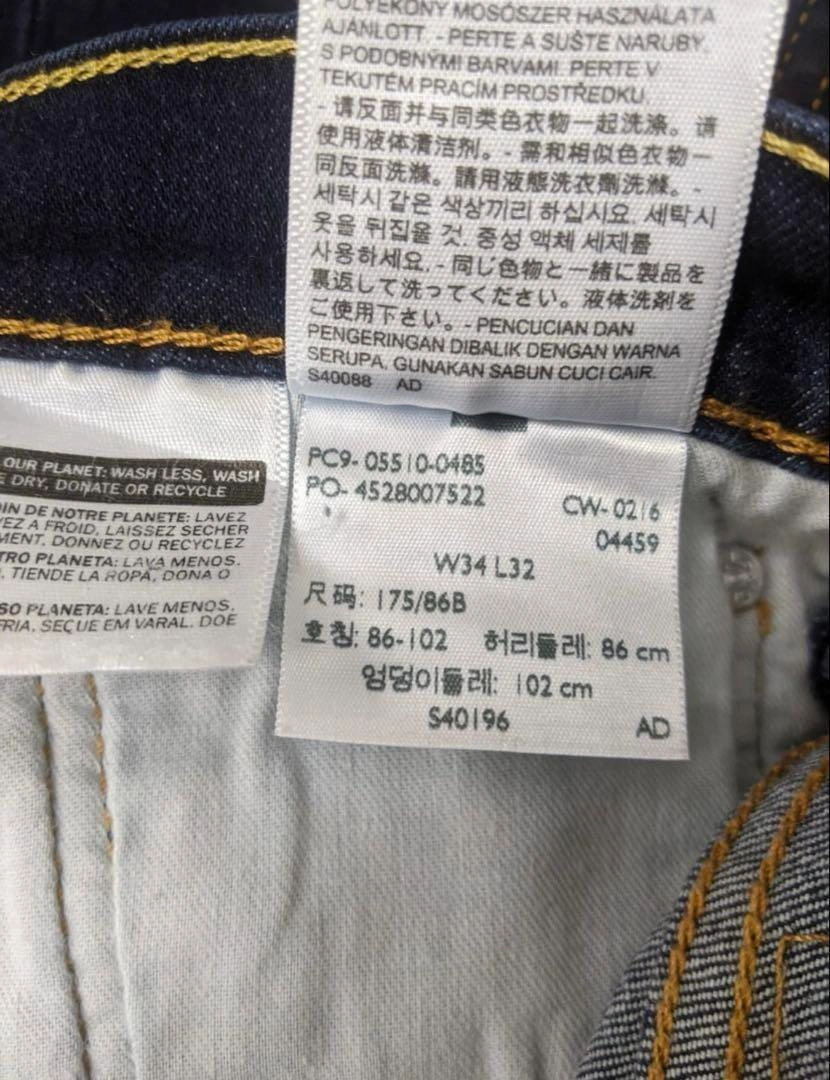 POLYÉKONY MOSÓSZER HASZNÁLATA
AJÁNLOTT. - PERTE A SUŠTE NARUBY,
S PODOBNÝMI BARVAMI. PERTE V
TEKUTÉM PRACÍM PROSTŘEDKU.
- 请反面并与同类色衣物一起洗涤。请
使用液体清洁剂。- 需和相似色衣物一
同反面洗滌。請用液態洗衣劑洗滌。-
세탁시 같은 색상끼리 하십시요. 세탁시
옷을 뒤집을 것. 중성 액체 세제를
사용하세요. - 同じ色物と一緒に製品を
裏返して洗ってください。液体洗剤を
ご使用下さい。- PENCUCIAN DAN
PENGERINGAN DIBALIK DENGAN WARNA
SERUPA. GUNAKAN SABUN CUCI CAIR.
S40088 AD
OUR PLANET: WASH LESS, WASH
E DRY, DONATE OR RECYCLE
OIN DE NOTRE PLANETE: LAVEZ
VEZ A FROID, LAISSEZ SECHER
MENT, DONNEZ OU RECYCLEZ
TRO PLANETA: LAVA MENOS.
, TIENDE LA ROPA, DONA O
SO PLANETA: LAVE MENOS.
FRIA. SEQUE EM VARAL. DOE
PC9- 05510-0485
PO- 4528007522 CW- 0216
04459
W34 L32
尺码: 175/86B
호칭: 86-102 허리둘레: 86 cm
엉덩이둘레: 102 cm
S40196 AD